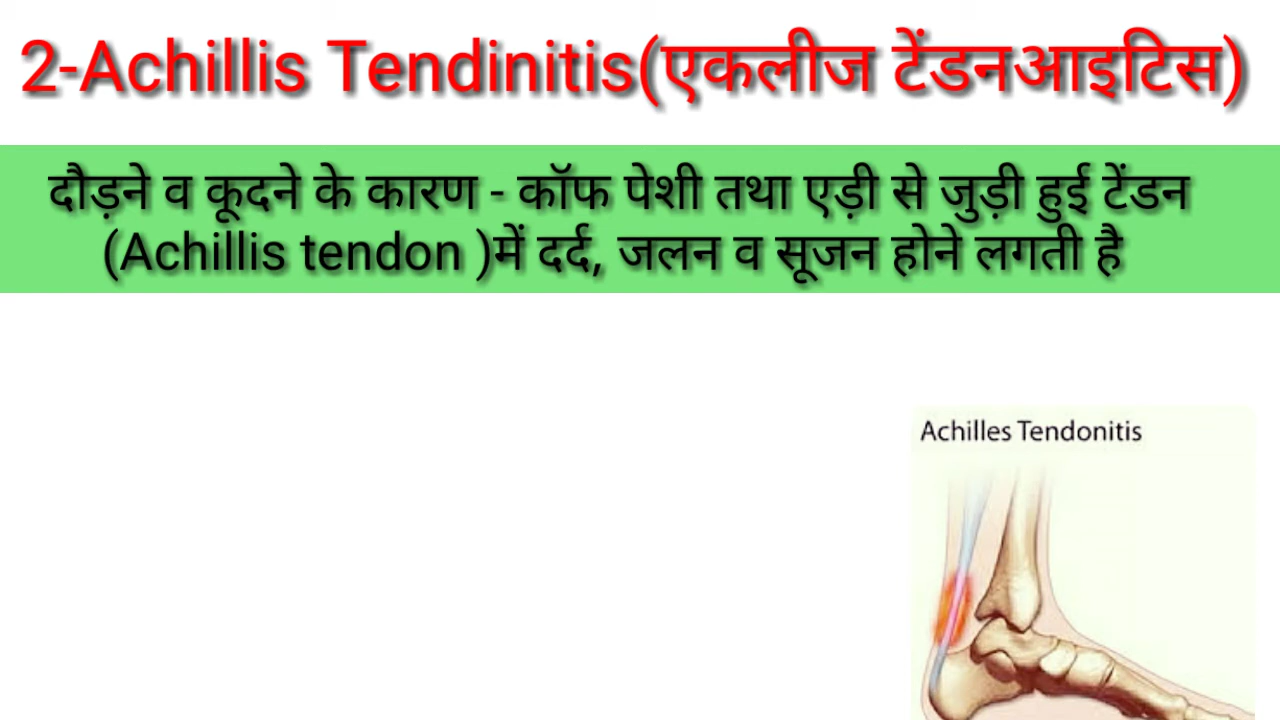 2-Achillis Tendinitis(एकलीज टेंडनआइटिस)
दौड़ने व कूदने के कारण - कॉफ पेशी तथा एड़ी से जुड़ी हुई टेंडन
(Achillis tendon )में दर्द, जलन व सूजन होने लगती है
Achilles Tendonitis